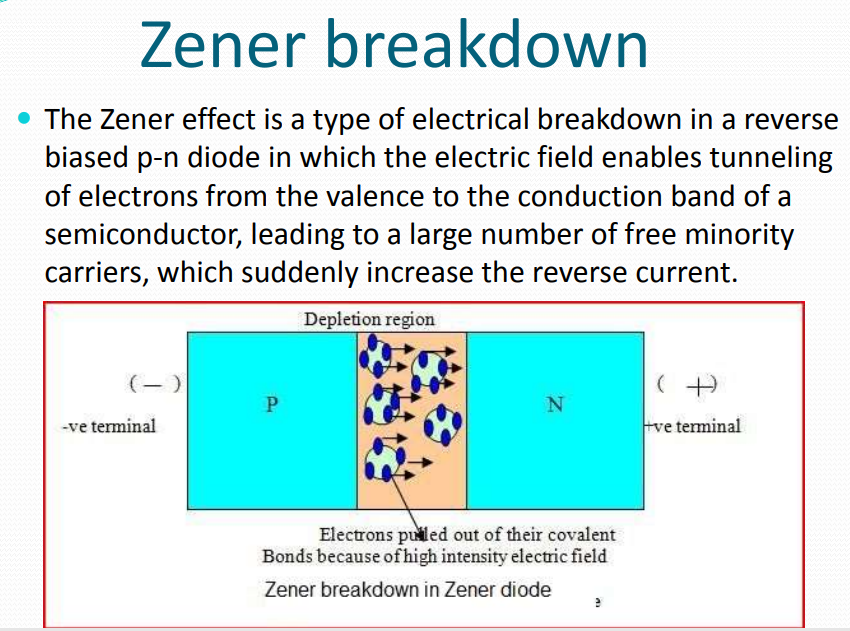 Zener breakdown
• The Zener effect is a type of electrical breakdown in a reverse
biased p-n diode in which the electric field enables tunneling
of electrons from the valence to the conduction band of a
semiconductor, leading to a large number of free minority
carriers, which suddenly increase the reverse current.
Depletion region
( − )
( + )
P
N
-ve terminal
+ve terminal
Electrons pulled out of their covalent
Bonds because of high intensity electric field
Zener breakdown in Zener diode
e